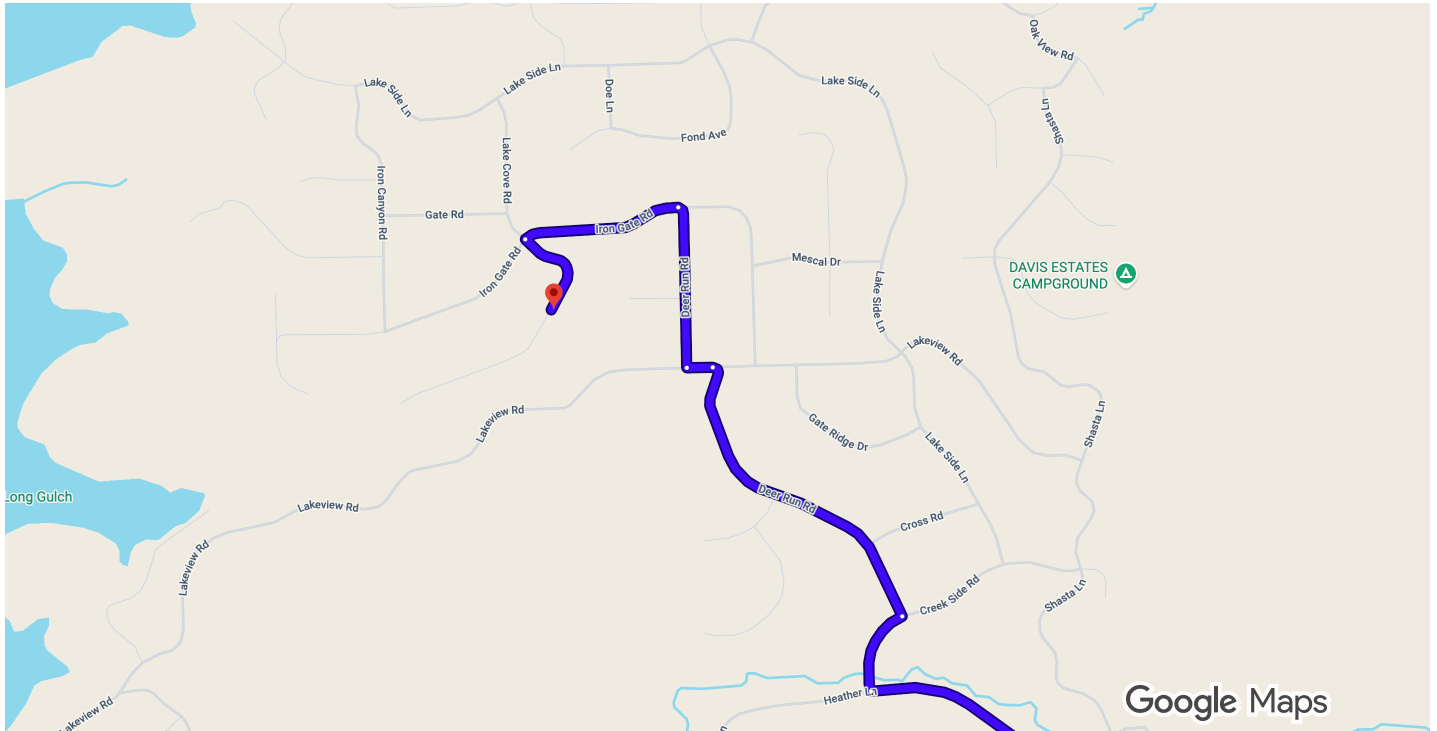 Oak View Rd
Lake Side Ln
Lake Side Ln
Lake Side Ln
Doe Ln
Shasta Ln
Fond Ave
Lake Cove Rd
Iron Canyon Rd
Gate Rd
Iron Gate Rd
Iron Gate Rd
Deer Run Rd
Mescal Dr
Lake Side Ln
DAVIS ESTATES
CAMPGROUND
Lakeview Rd
Lakeview Rd
Gate Ridge Dr
Lake Side Ln
Shasta Ln
Long Gulch
Lakeview Rd
Deer Run Rd
Cross Rd
Lakeview Rd
Creek Side Rd
Shasta Ln
Heather Ln
Lakeview Rd
Google Maps